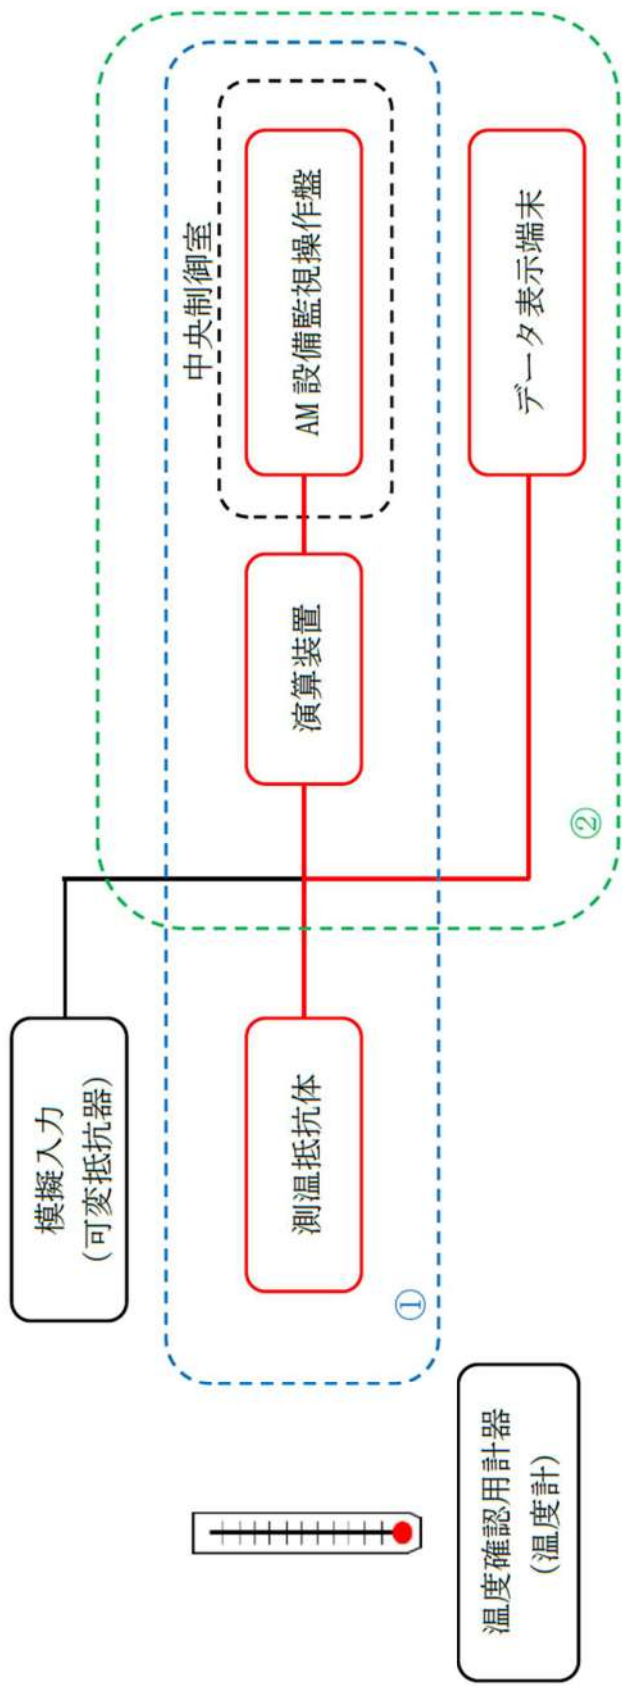 模擬入力
(可変抵抗器)
中央制御室
測温抵抗体
演算装置
AM 設備監視操作盤
①
②
温度確認用計器
(温度計)
データ表示端末